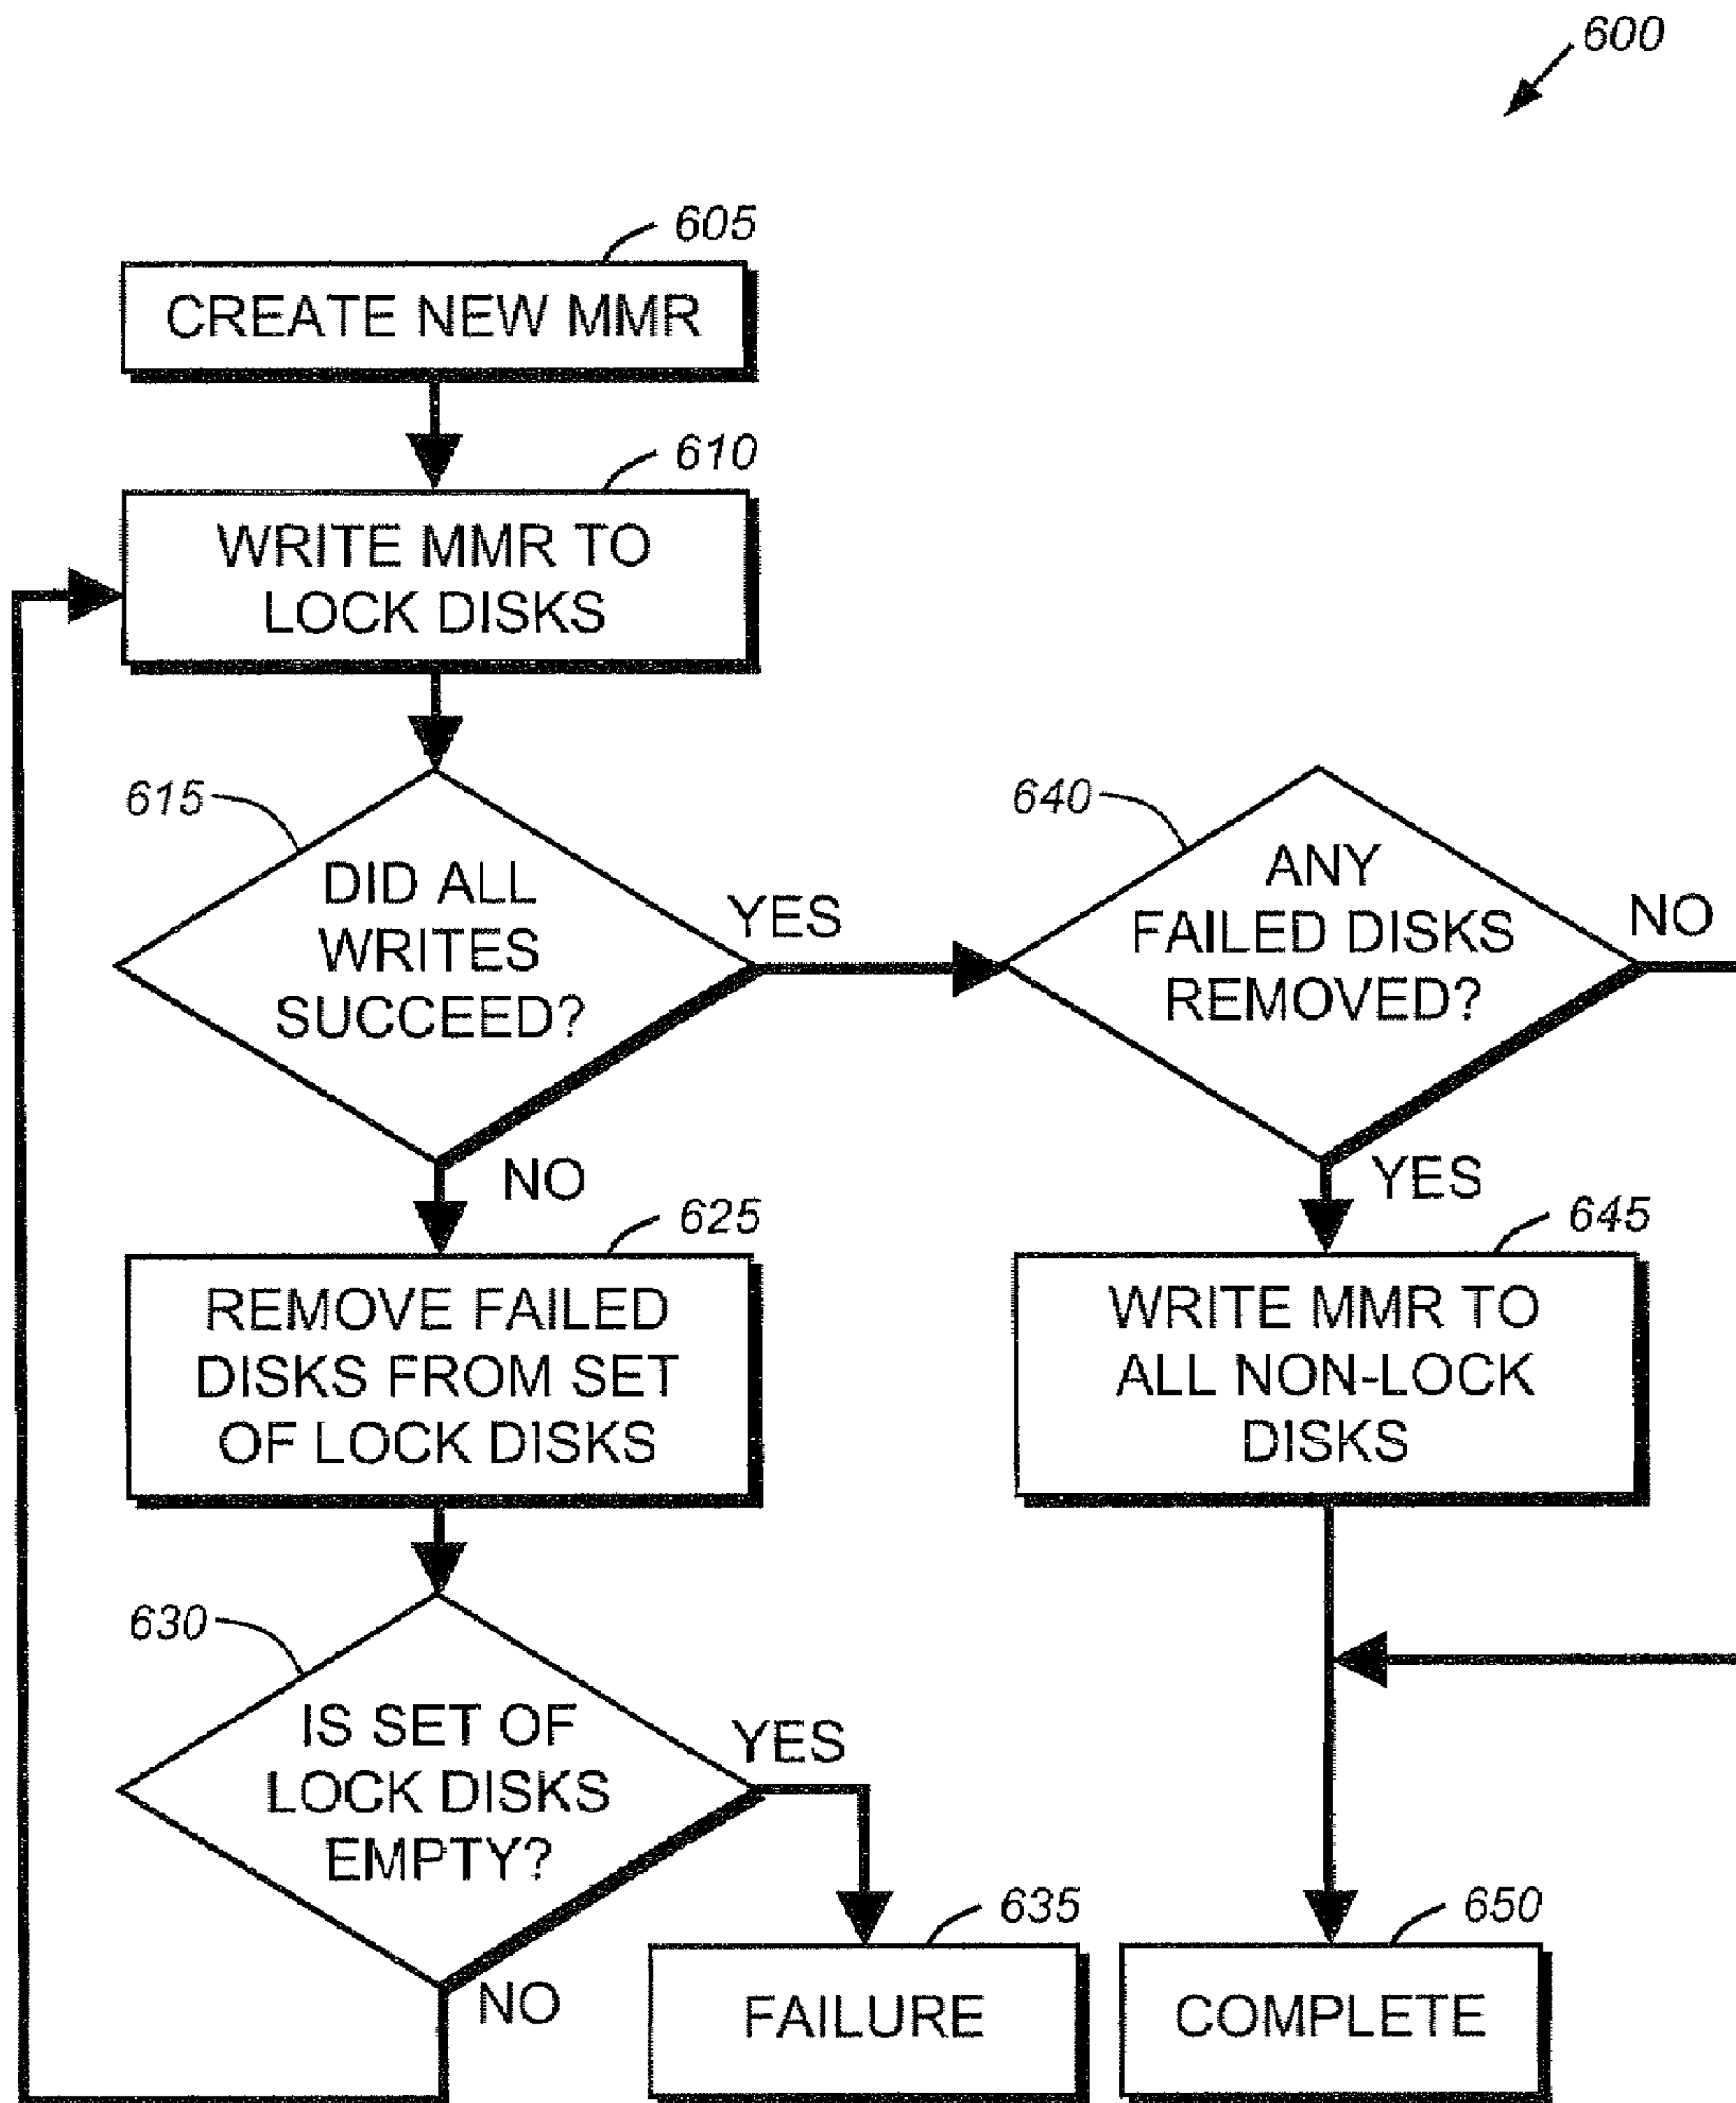 600
605
CREATE NEW MMR
610
WRITE MMR TO
LOCK DISKS
615
DID ALL
WRITES
SUCCEED?
YES
NO
640
ANY
FAILED DISKS
REMOVED?
NO
YES
625
REMOVE FAILED
DISKS FROM SET
OF LOCK DISKS
645
WRITE MMR TO
ALL NON-LOCK
DISKS
630
IS SET OF
LOCK DISKS
EMPTY?
YES
NO
635
FAILURE
650
COMPLETE